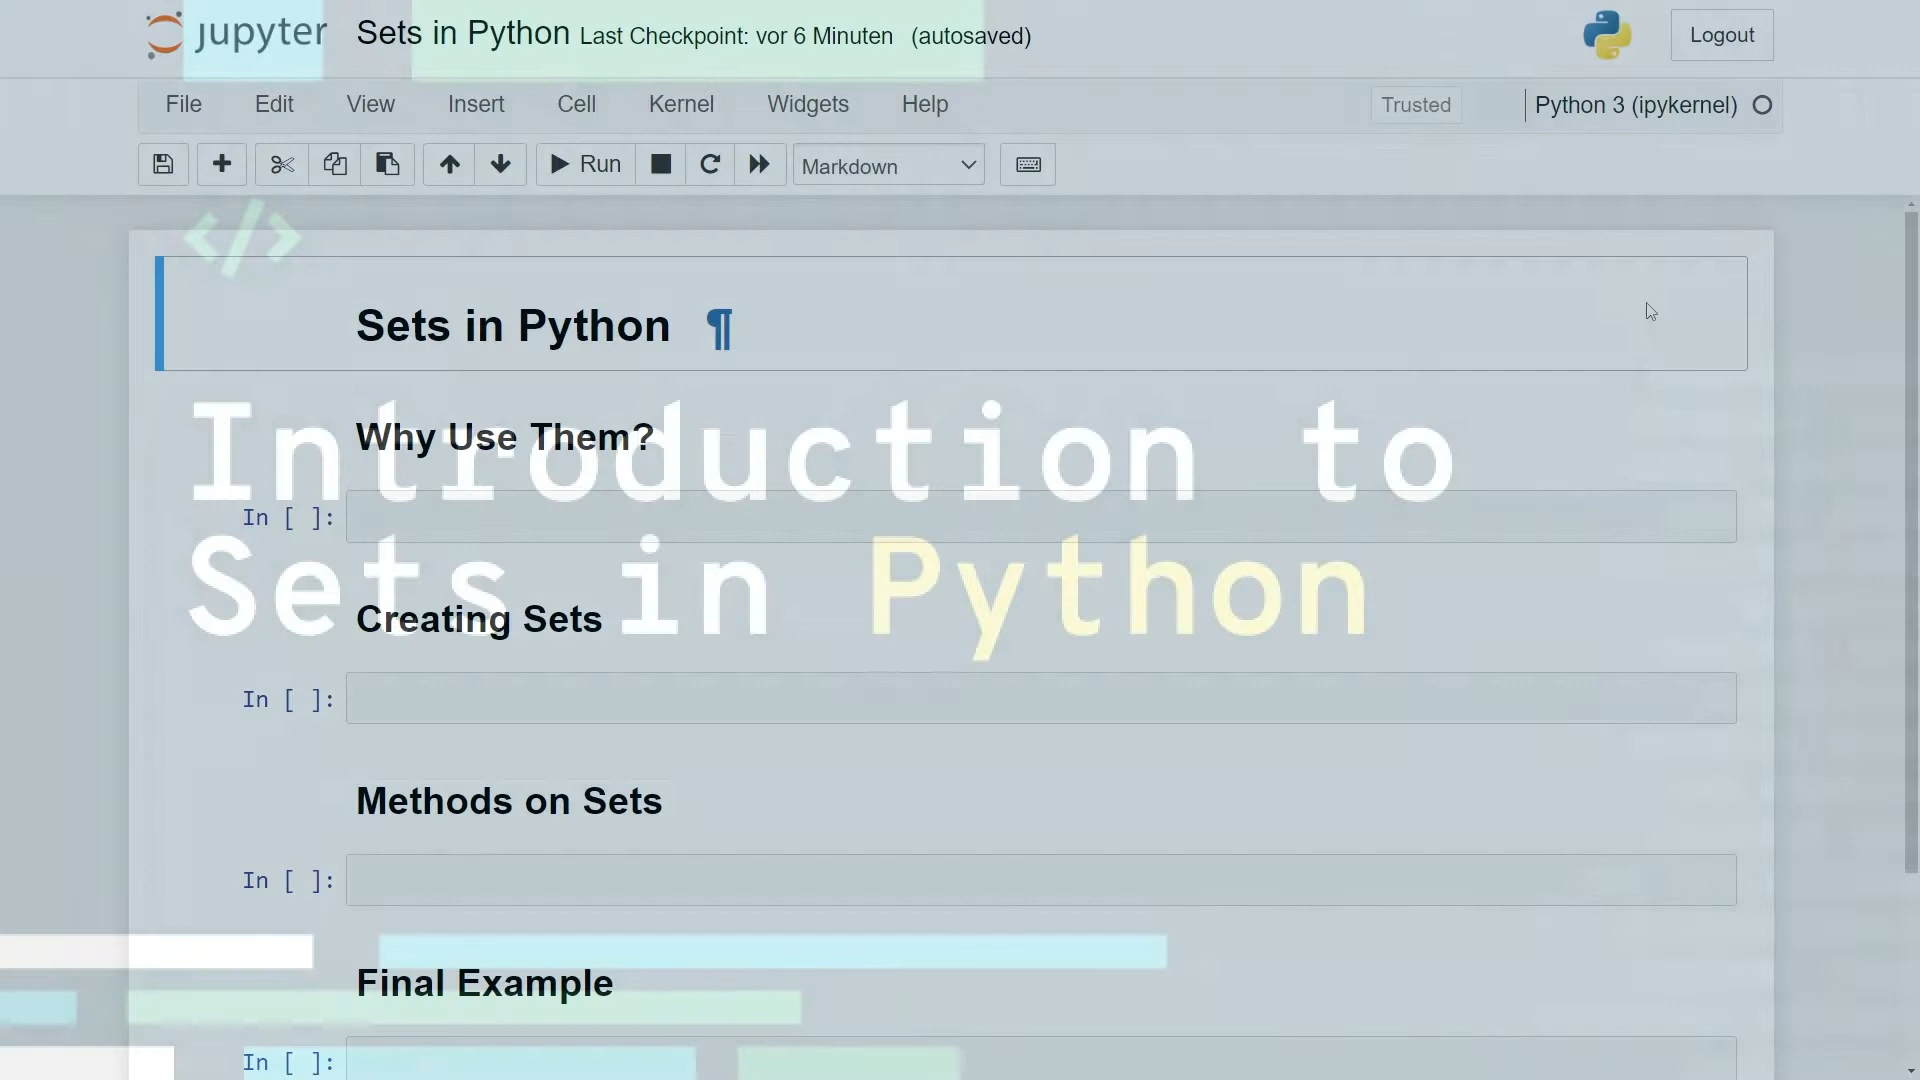 jupyter Sets in Python Last Checkpoint: vor 6 Minuten (autosaved) Logout
File Edit View Insert Cell Kernel Widgets Help Trusted Python 3 (ipykernel)
Run Markdown
</>
Sets in Python ¶
Introduction to
Sets in Python
Why Use Them?
In [ ]:
Creating Sets
In [ ]:
Methods on Sets
In [ ]:
Final Example
In [ ]: